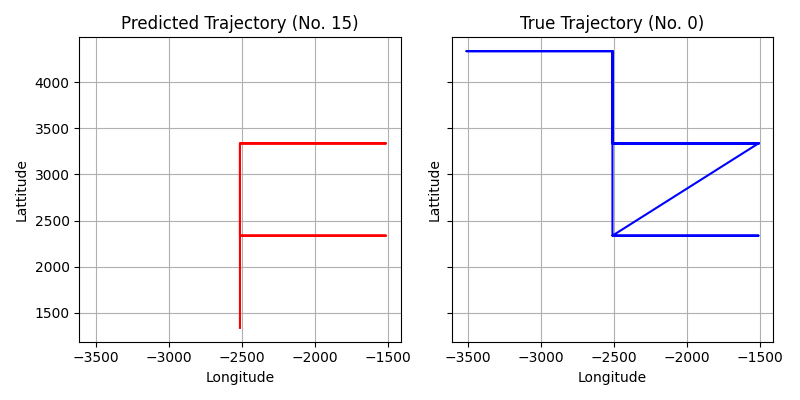 Predicted Trajectory (No. 15)
True Trajectory (No. 0)
4000
3500
3000
2500
2000
1500
Lattitude
Lattitude
−3500 −3000 −2500 −2000 −1500
−3500 −3000 −2500 −2000 −1500
Longitude
Longitude